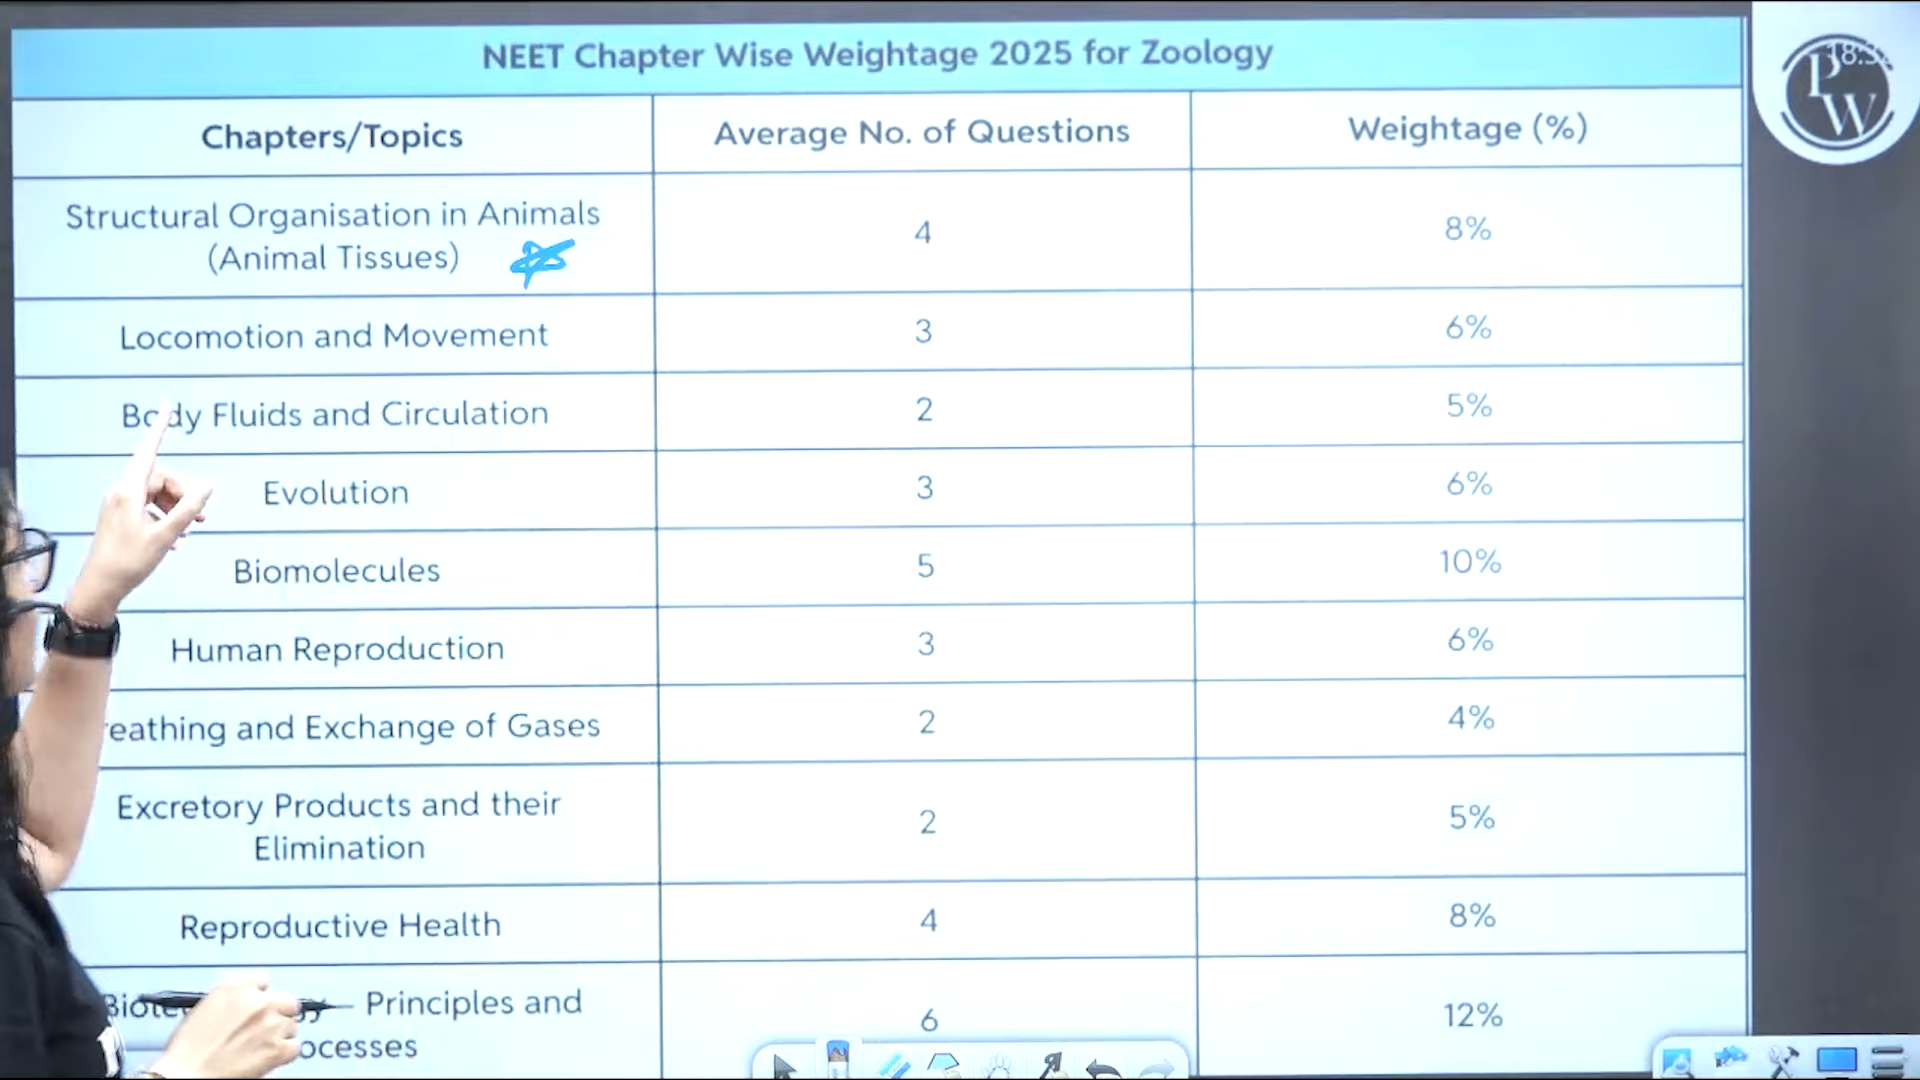 NEET Chapter Wise Weightage 2025 for Zoology
Chapters/Topics Average No. of Questions Weightage (%)
Structural Organisation in Animals
(Animal Tissues) 4 8%
Locomotion and Movement 3 6%
Body Fluids and Circulation 2 5%
Evolution 3 6%
Biomolecules 5 10%
Human Reproduction 3 6%
reathing and Exchange of Gases 2 4%
Excretory Products and their
Elimination 2 5%
Reproductive Health 4 8%
Principles and
ocesses 6 12%
PW